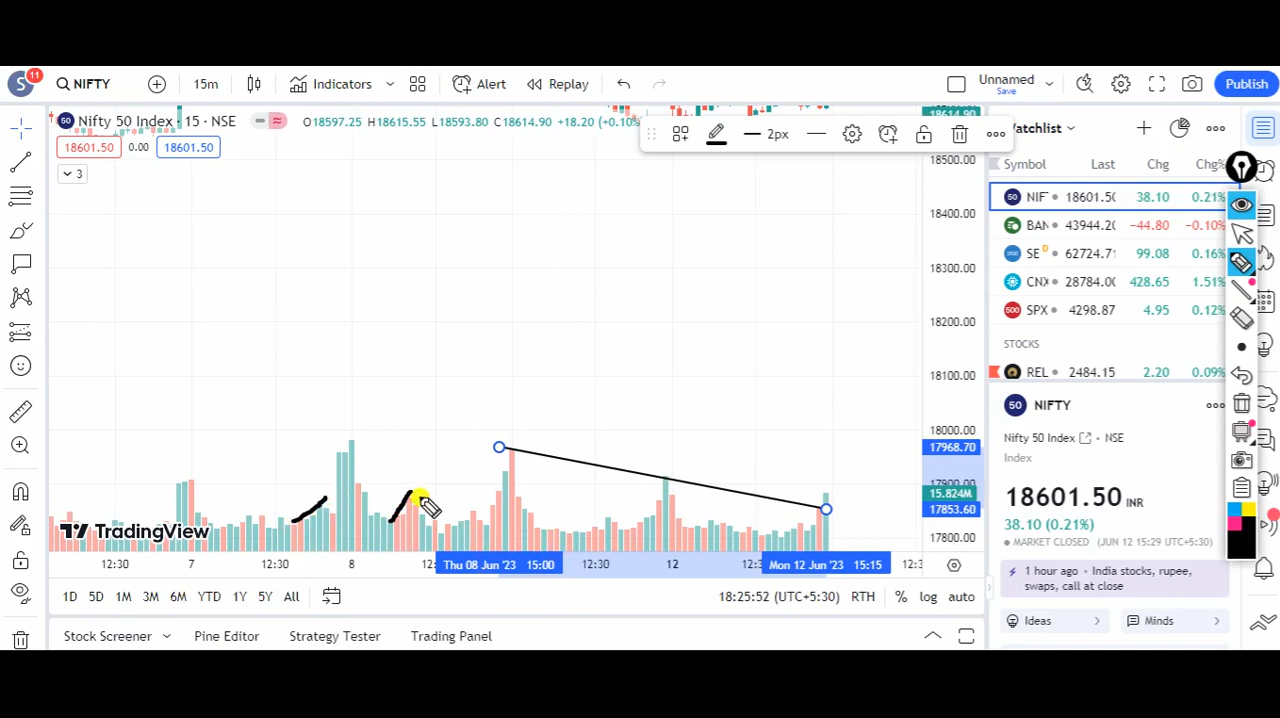 S 11 NIFTY 15m Indicators Alert Replay Unnamed Save Publish
50 Nifty 50 Index · 15 · NSE O18597.25 H18615.55 L18593.80 C18614.90 +18.20 (+0.10%
2px
18601.50 0.00 18601.50
3
18614.90
18500.00
18400.00
18300.00
18200.00
18100.00
18000.00
17968.70
17900.00
15.824M
17853.60
17800.00
TradingView
12:30 7 12:30 8 Thu 08 Jun '23 15:00 12:30 12 Mon 12 Jun '23 15:15 12:3
1D 5D 1M 3M 6M YTD 1Y 5Y All 18:25:52 (UTC+5:30) RTH % log auto
Stock Screener Pine Editor Strategy Tester Trading Panel
Watchlist
Symbol Last Chg Chg%
50 NIF 18601.50 38.10 0.21%
BAN 43944.20 −44.80 −0.10%
SE D 62724.71 99.08 0.16%
CNX 28784.00 428.65 1.51%
500 SPX 4298.87 4.95 0.12%
STOCKS
REL 2484.15 2.20 0.09%
50 NIFTY
Nifty 50 Index · NSE
Index
18601.50 INR
38.10 (0.21%)
MARKET CLOSED (JUN 12 15:29 UTC+5:30)
1 hour ago · India stocks, rupee,
swaps, call at close
Ideas Minds